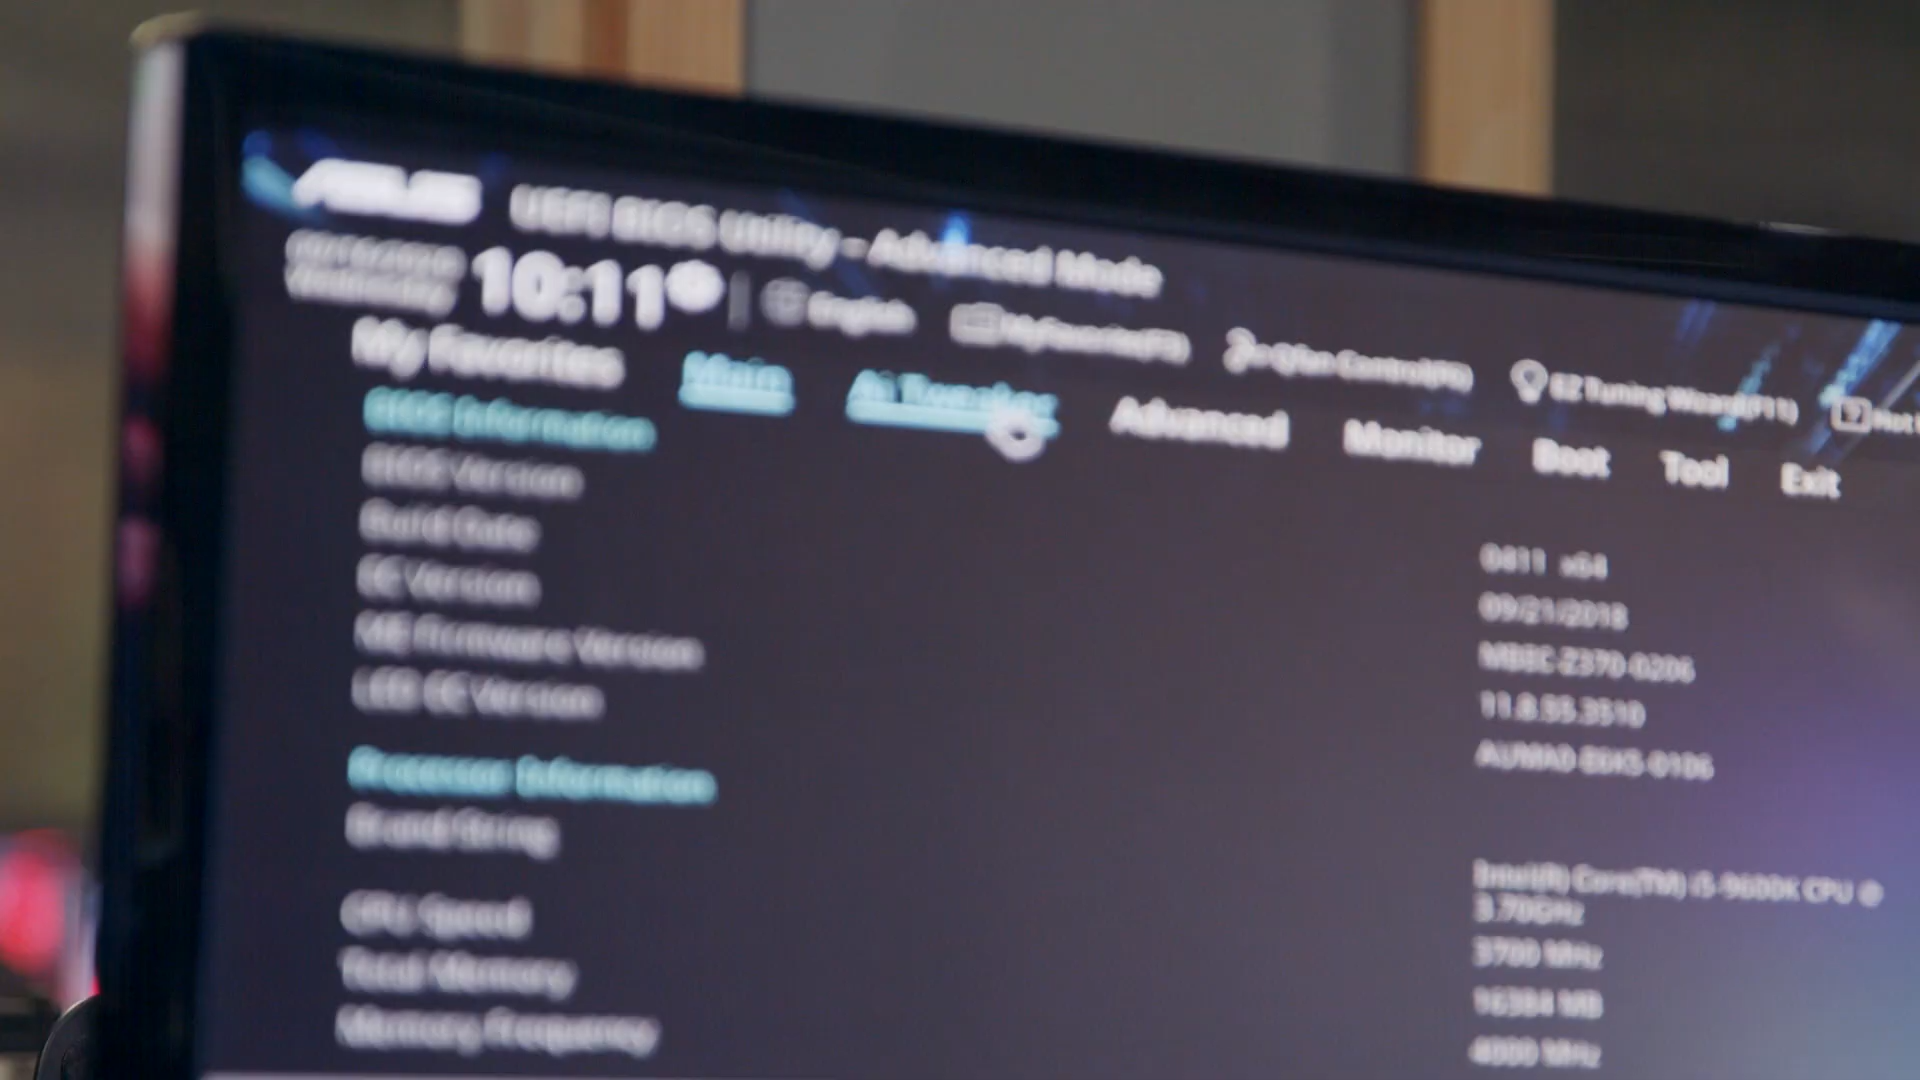 ASUS UEFI BIOS Utility – Advanced Mode
Wednesday 10:11 English MyFavorite(F3) Qfan Control(F6) EZ Tuning Wizard(F11) Hot
My Favorites Main Ai Tweaker Advanced Monitor Boot Tool Exit
BIOS Information
BIOS Version 0411 x64
Build Date 09/21/2018
EC Version MBEC-Z370-0206
ME Firmware Version 11.8.55.3510
LED EC Version AUMA0-E6K5-0106
Processor Information
Brand String Intel(R) Core(TM) i5-9600K CPU @
3.70GHz
CPU Speed 3700 MHz
Total Memory 16384 MB
Memory Frequency 4000 MHz